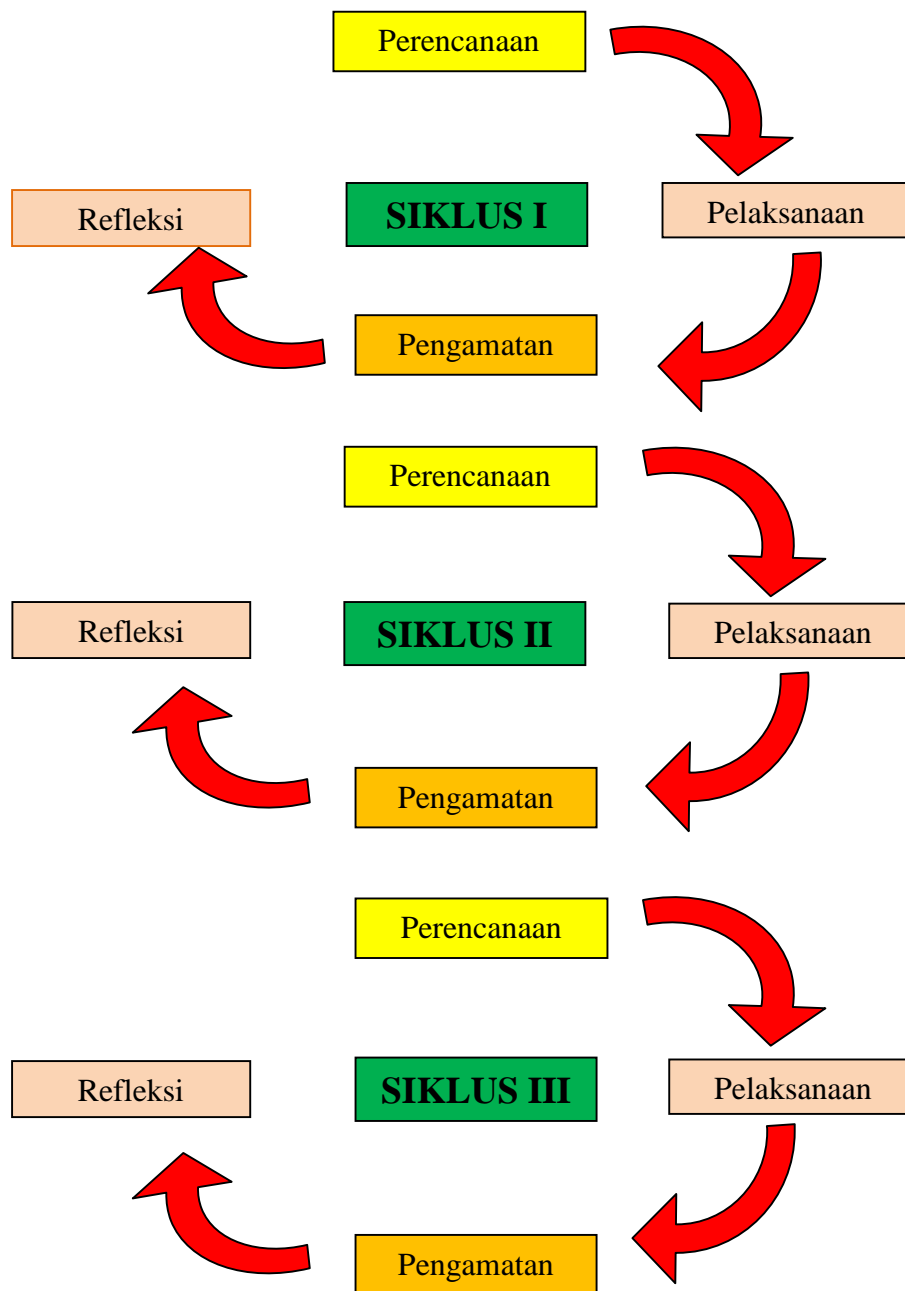 Perencanaan
Refleksi
SIKLUS I
Pelaksanaan
Pengamatan
Perencanaan
Refleksi
SIKLUS II
Pelaksanaan
Pengamatan
Perencanaan
Refleksi
SIKLUS III
Pelaksanaan
Pengamatan